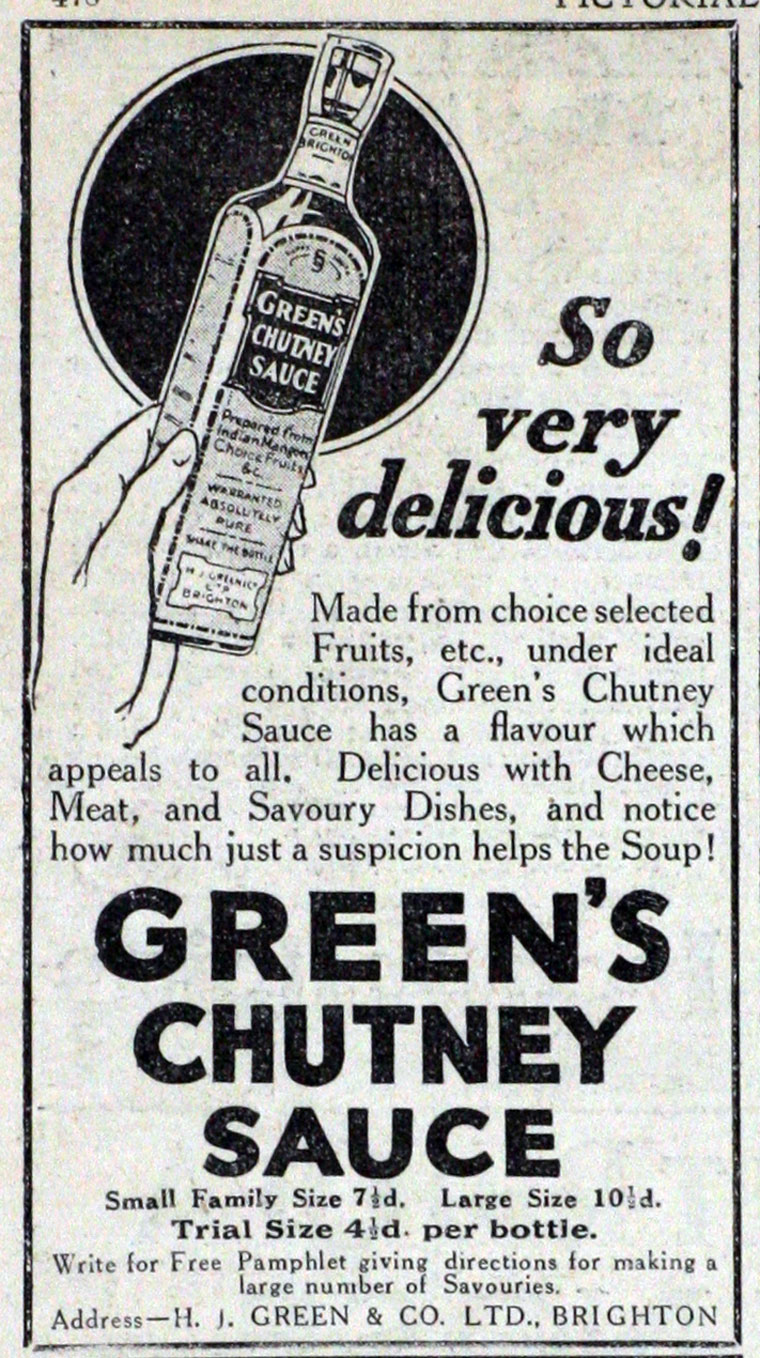 PICTORIAL
GREEN
BRIGHTON
GREEN'S
CHUTNEY
SAUCE
Prepared from
Indian Mangoes
Choice Fruits
&c.
WARRANTED
ABSOLUTELY
PURE
SHAKE THE BOTTLE
H. J. GREEN & Co
LTD
BRIGHTON
So
very
delicious!
Made from choice selected
Fruits, etc., under ideal
conditions, Green's Chutney
Sauce has a flavour which
appeals to all. Delicious with Cheese,
Meat, and Savoury Dishes, and notice
how much just a suspicion helps the Soup!
GREEN'S
CHUTNEY
SAUCE
Small Family Size 7½d. Large Size 10½d.
Trial Size 4½d. per bottle.
Write for Free Pamphlet giving directions for making a
large number of Savouries.
Address—H. J. GREEN & CO. LTD., BRIGHTON